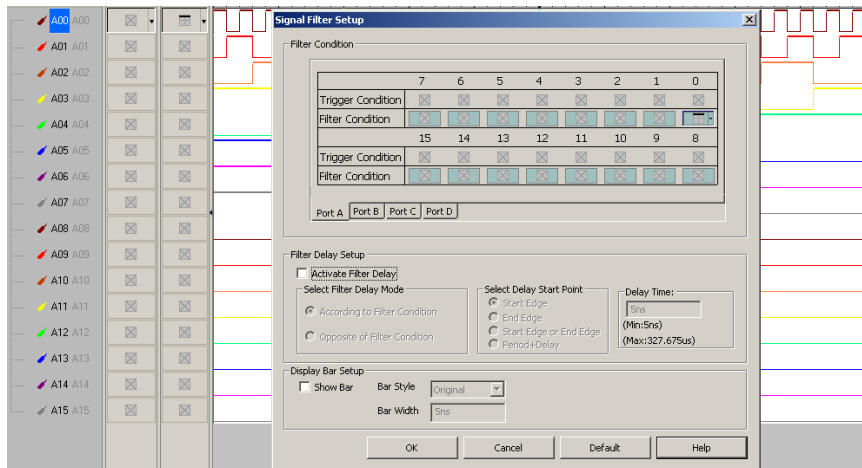 Signal Filter Setup
A00 A00
A01 A01
A02 A02
A03 A03
A04 A04
A05 A05
A06 A06
A07 A07
A08 A08
A09 A09
A10 A10
A11 A11
A12 A12
A13 A13
A14 A14
A15 A15
Filter Condition
7 6 5 4 3 2 1 0
Trigger Condition
Filter Condition
15 14 13 12 11 10 9 8
Trigger Condition
Filter Condition
Port A Port B Port C Port D
Filter Delay Setup
Activate Filter Delay
Select Filter Delay Mode
According to Filter Condition
Opposite of Filter Condition
Select Delay Start Point
Start Edge
End Edge
Start Edge or End Edge
Period+Delay
Delay Time:
5ns
(Min:5ns)
(Max:327.675us)
Display Bar Setup
Show Bar Bar Style Original
Bar Width 5ns
OK Cancel Default Help